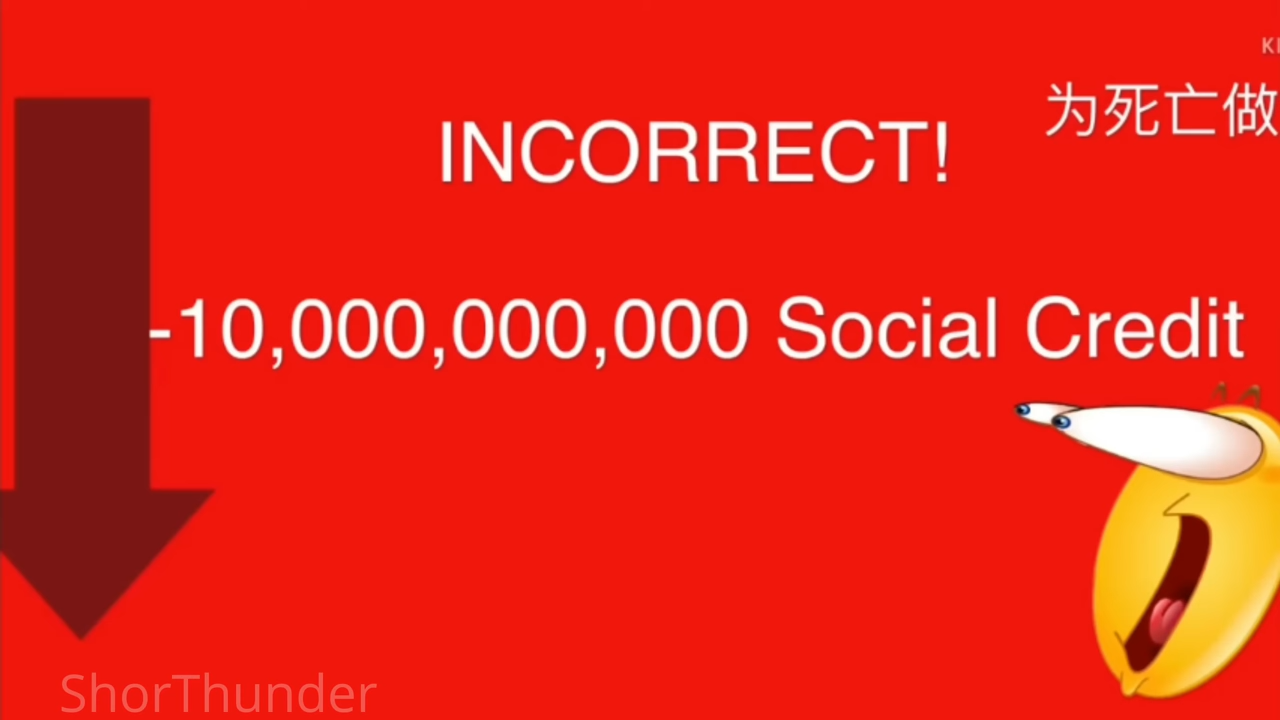 为死亡做
INCORRECT!
-10,000,000,000 Social Credit
ShorThunder